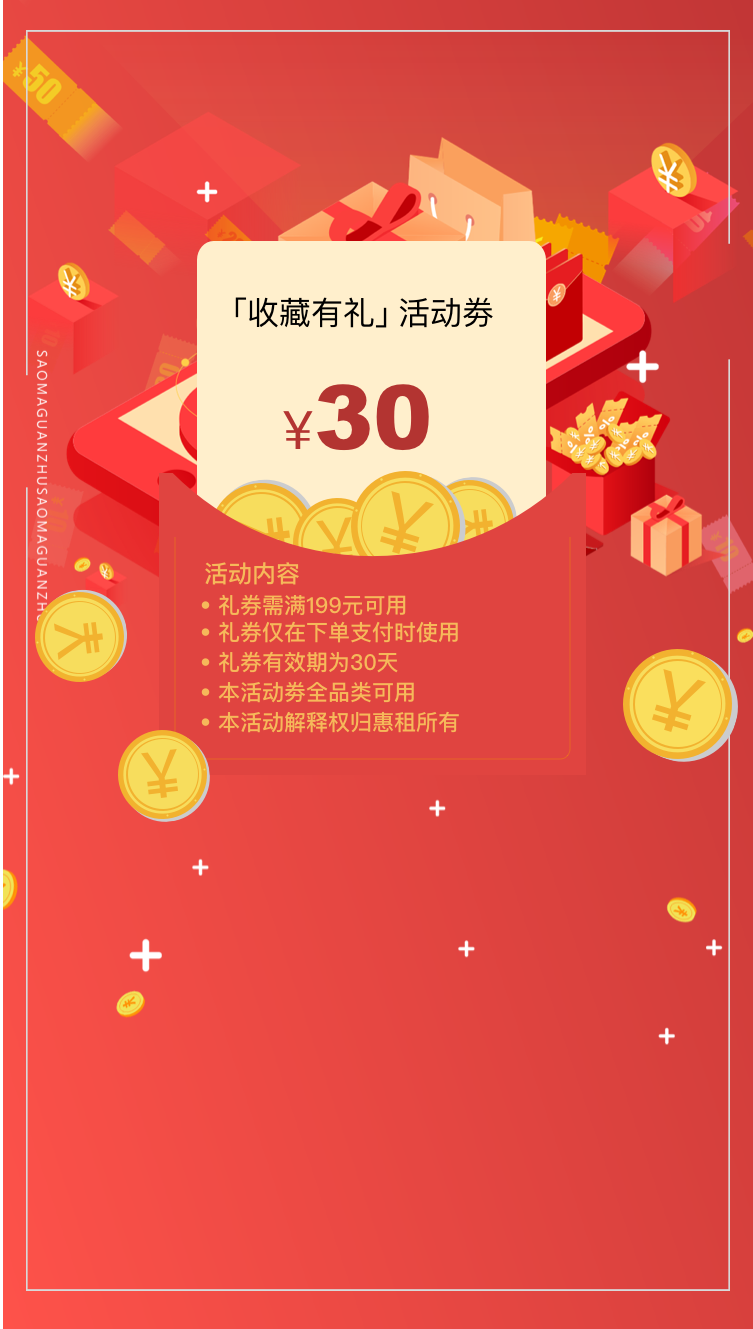 ¥50
「收藏有礼」活动券
¥30
SAOMAGUANZHUSAOMAGUANZHU
活动内容
• 礼券需满199元可用
• 礼券仅在下单支付时使用
• 礼券有效期为30天
• 本活动券全品类可用
• 本活动解释权归惠租所有